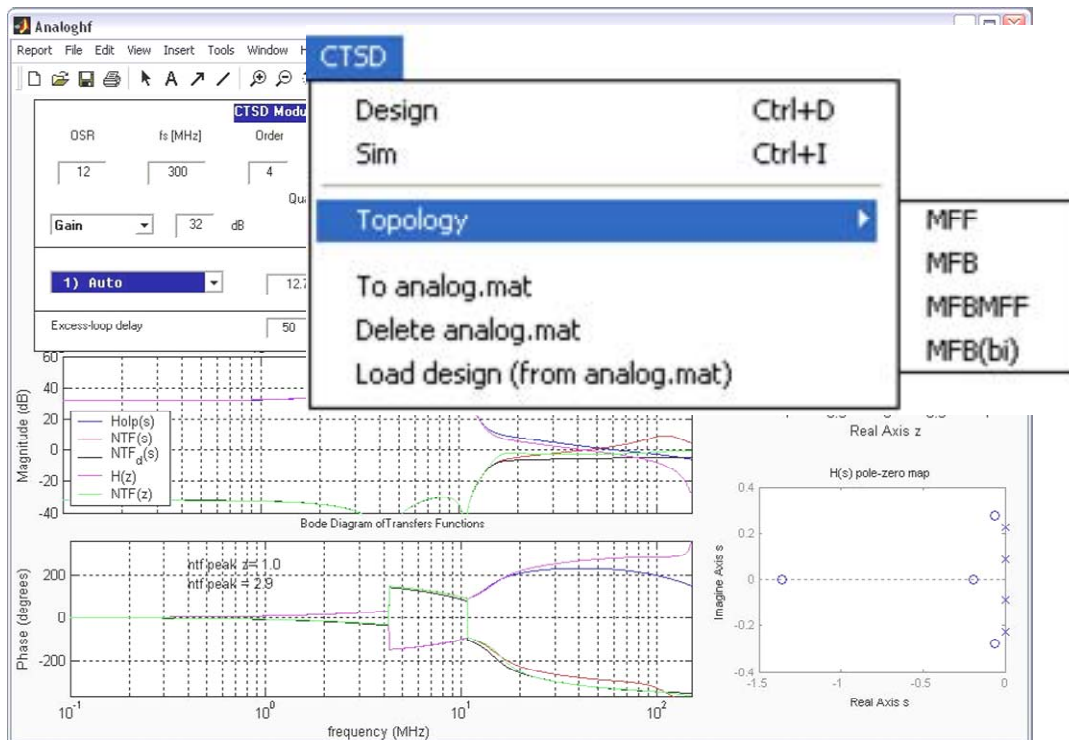 Analoghf
Report File Edit View Insert Tools Window
CTSD
CTSD Modu
OSR fs [MHz] Order
12 300 4
Qua
Gain 32 dB
1) Auto 12.7
Excess-loop delay 50
Design Ctrl+D
Sim Ctrl+I
Topology
MFF
MFB
MFBMFF
MFB(bi)
To analog.mat
Delete analog.mat
Load design (from analog.mat)
60
40
20
0
-20
-40
Magnitude (dB)
Holp(s)
NTF(s)
NTFd(s)
H(z)
NTF(z)
Real Axis z
Bode Diagram ofTransfers Functions
200
0
-200
Phase (degrees)
ntf peak z= 1.0
ntf peak = 2.9
10-1 100 101 102
frequency (MHz)
H(s) pole-zero map
0.4
0.2
0
-0.2
-0.4
Imagine Axis s
-1.5 -1 -0.5 0
Real Axis s